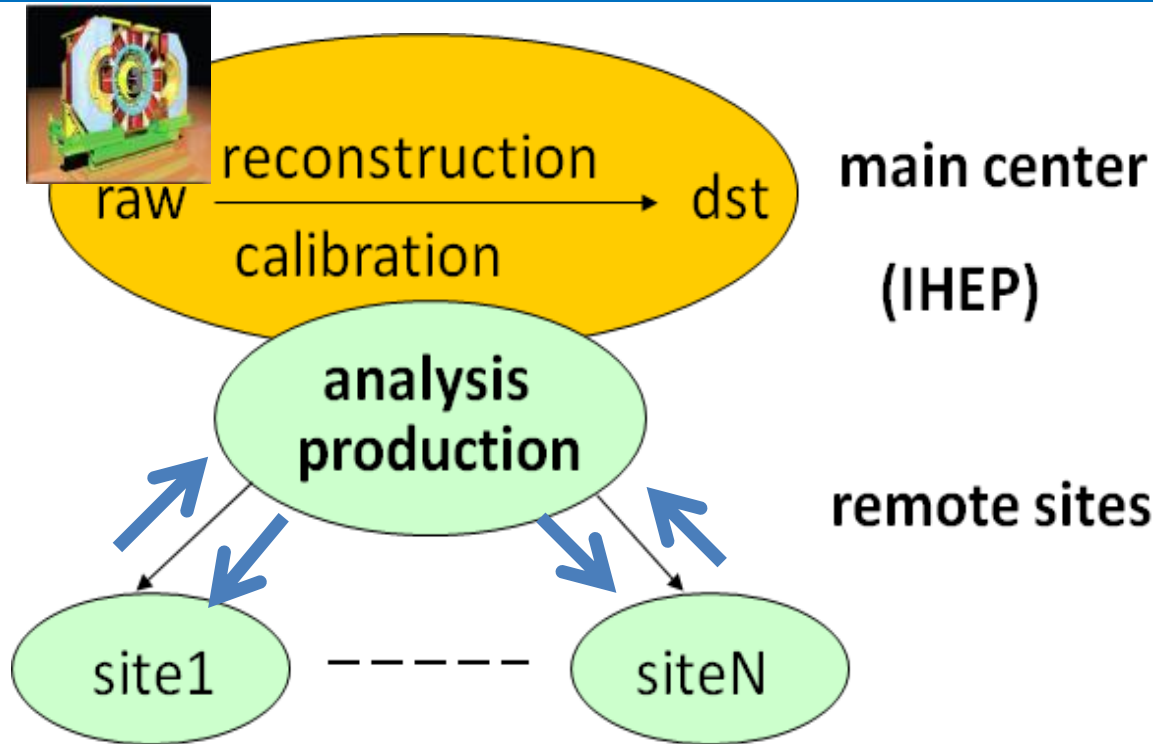 reconstruction
raw
dst
calibration
main center
(IHEP)
analysis
production
remote sites
site1
siteN